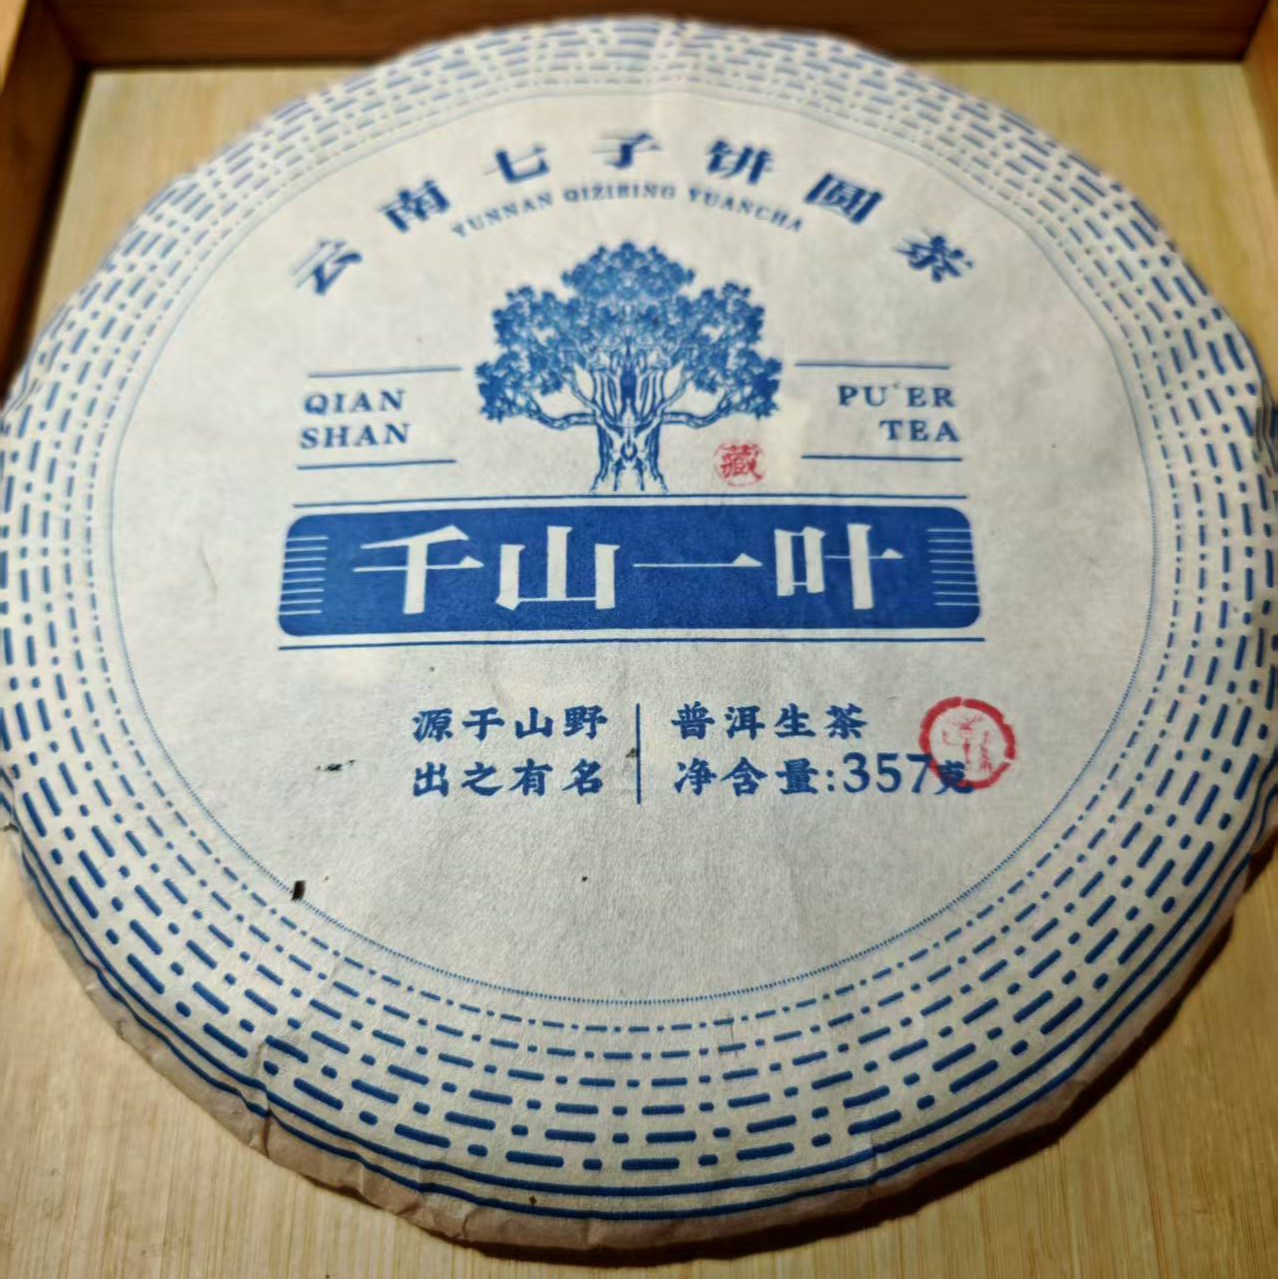 云南七子饼圆茶
YUNNAN QIZIBING YUANCHA
QIAN
SHAN
PU'ER
TEA
藏
千山一叶
源于山野
出之有名
普洱生茶
净含量:357克